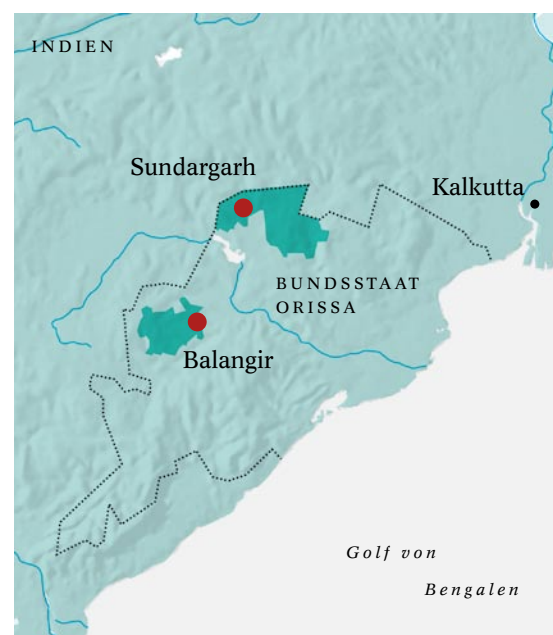 INDIEN
Sundargarh
Kalkutta
BUNDSSTAAT
ORISSA
Balangir
Golf von
Bengalen